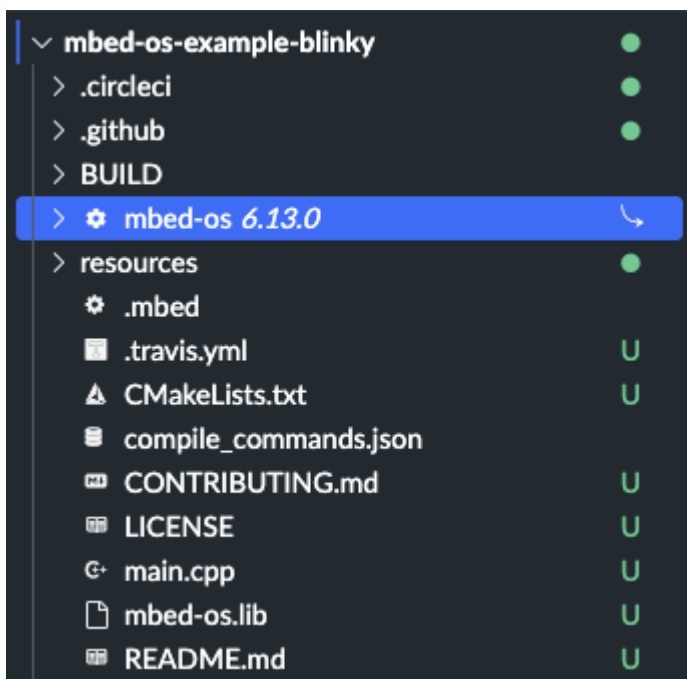 mbed-os-example-blinky
.circleci
.github
BUILD
mbed-os 6.13.0
resources
.mbed
.travis.yml U
CMakeLists.txt U
compile_commands.json
CONTRIBUTING.md U
LICENSE U
main.cpp U
mbed-os.lib U
README.md U